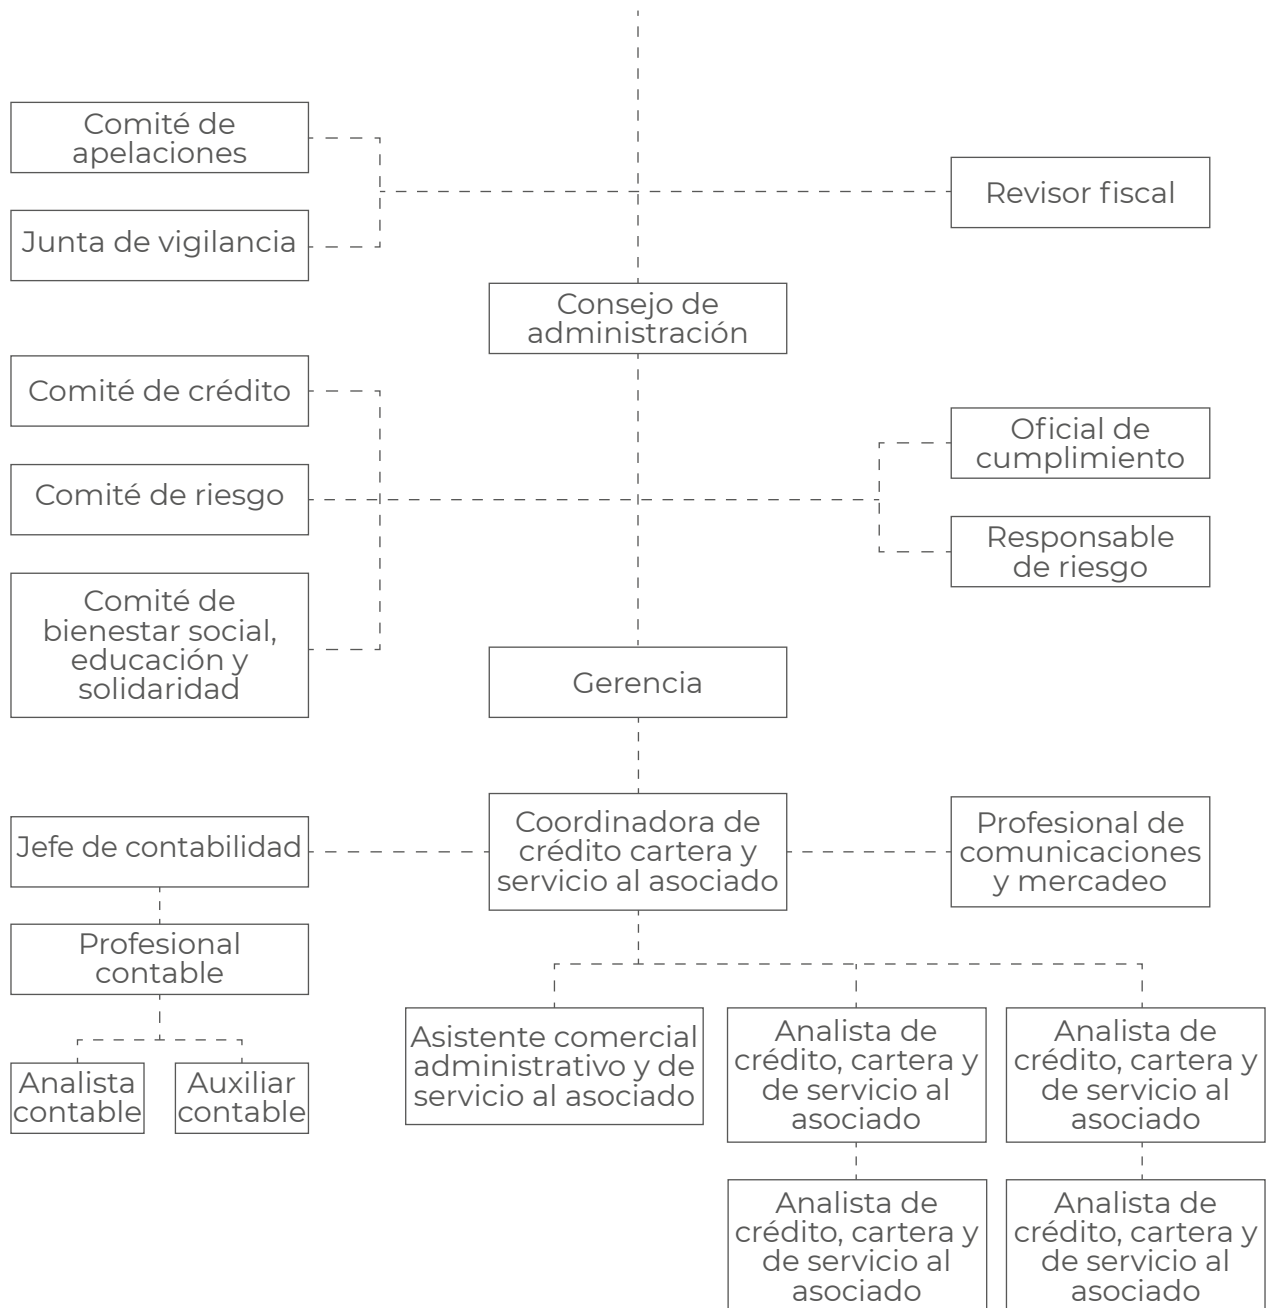 Comité de
apelaciones
Revisor fiscal
Junta de vigilancia
Consejo de
administración
Comité de crédito
Oficial de
cumplimiento
Comité de riesgo
Responsable
de riesgo
Comité de
bienestar social,
educación y
solidaridad
Gerencia
Jefe de contabilidad
Coordinadora de
crédito cartera y
servicio al asociado
Profesional de
comunicaciones
y mercadeo
Profesional
contable
Analista
contable
Auxiliar
contable
Asistente comercial
administrativo y de
servicio al asociado
Analista de
crédito, cartera y
de servicio al
asociado
Analista de
crédito, cartera y
de servicio al
asociado
Analista de
crédito, cartera y
de servicio al
asociado
Analista de
crédito, cartera y
de servicio al
asociado